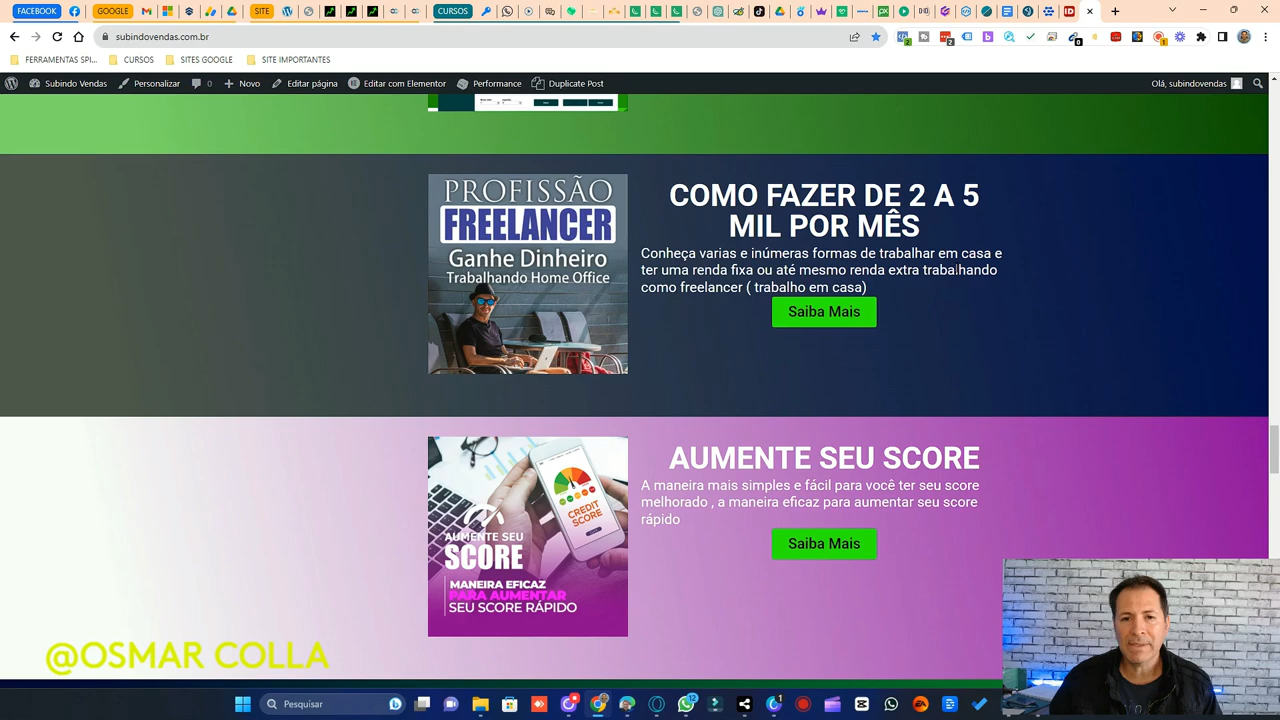 FACEBOOK
GOOGLE
SITE
CURSOS
subindovendas.com.br
FERRAMENTAS SPI...
CURSOS
SITES GOOGLE
SITE IMPORTANTES
Subindo Vendas
Personalizar
0
Novo
Editar página
Editar com Elementor
Performance
Duplicate Post
Olá, subindovendas
PROFISSÃO
FREELANCER
Ganhe Dinheiro
Trabalhando Home Office
COMO FAZER DE 2 A 5
MIL POR MÊS
Conheça varias e inúmeras formas de trabalhar em casa e
ter uma renda fixa ou até mesmo renda extra trabalhando
como freelancer ( trabalho em casa)
Saiba Mais
CREDIT
SCORE
AUMENTE SEU
SCORE
MANEIRA EFICAZ
PARA AUMENTAR
SEU SCORE RÁPIDO
AUMENTE SEU SCORE
A maneira mais simples e fácil para você ter seu score
melhorado , a maneira eficaz para aumentar seu score
rápido
Saiba Mais
@OSMAR COLLA
Pesquisar